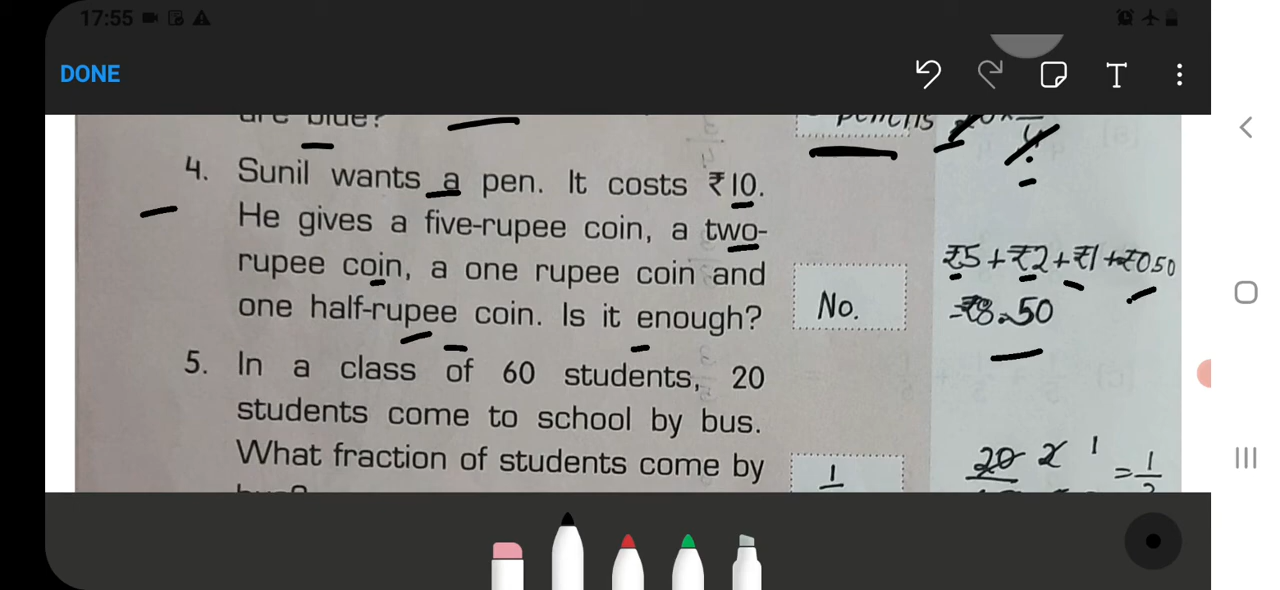 17:55
DONE
T
are blue?
pencils
4. Sunil wants a pen. It costs ₹10.
He gives a five-rupee coin, a two-
rupee coin, a one rupee coin and
one half-rupee coin. Is it enough?
No.
₹5+₹2+₹1+₹0.50
=₹8.50
5. In a class of 60 students, 20
students come to school by bus.
What fraction of students come by
1
20 2 1
= 1